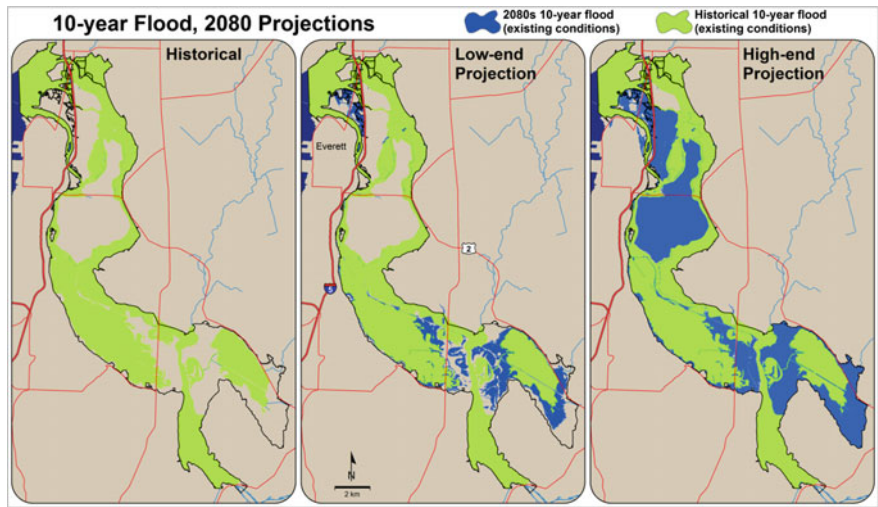 10-year Flood, 2080 Projections
2080s 10-year flood
(existing conditions)
Historical 10-year flood
(existing conditions)
Historical
Low-end
Projection
High-end
Projection
Everett
2
5
N
2 km